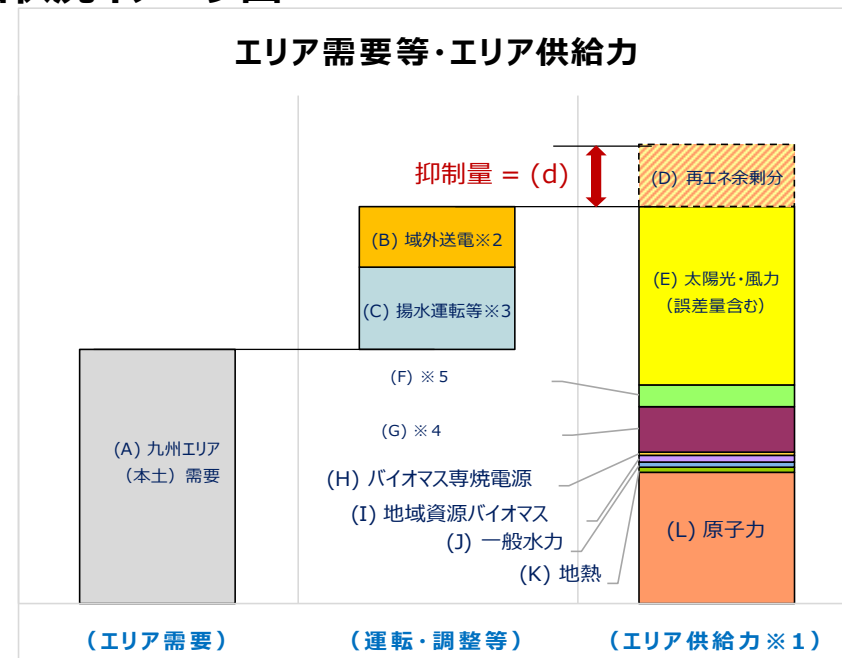 エリア需要等・エリア供給力
抑制量 = (d)
(D) 再エネ余剰分
(B) 域外送電※2
(C) 揚水運転等※3
(E) 太陽光・風力
（誤差量含む）
(F) ※5
(G) ※4
(A) 九州エリア
（本土）需要
(H) バイオマス専焼電源
(I) 地域資源バイオマス
(J) 一般水力
(K) 地熱
(L) 原子力
（エリア需要）
（運転・調整等）
（エリア供給力※1）